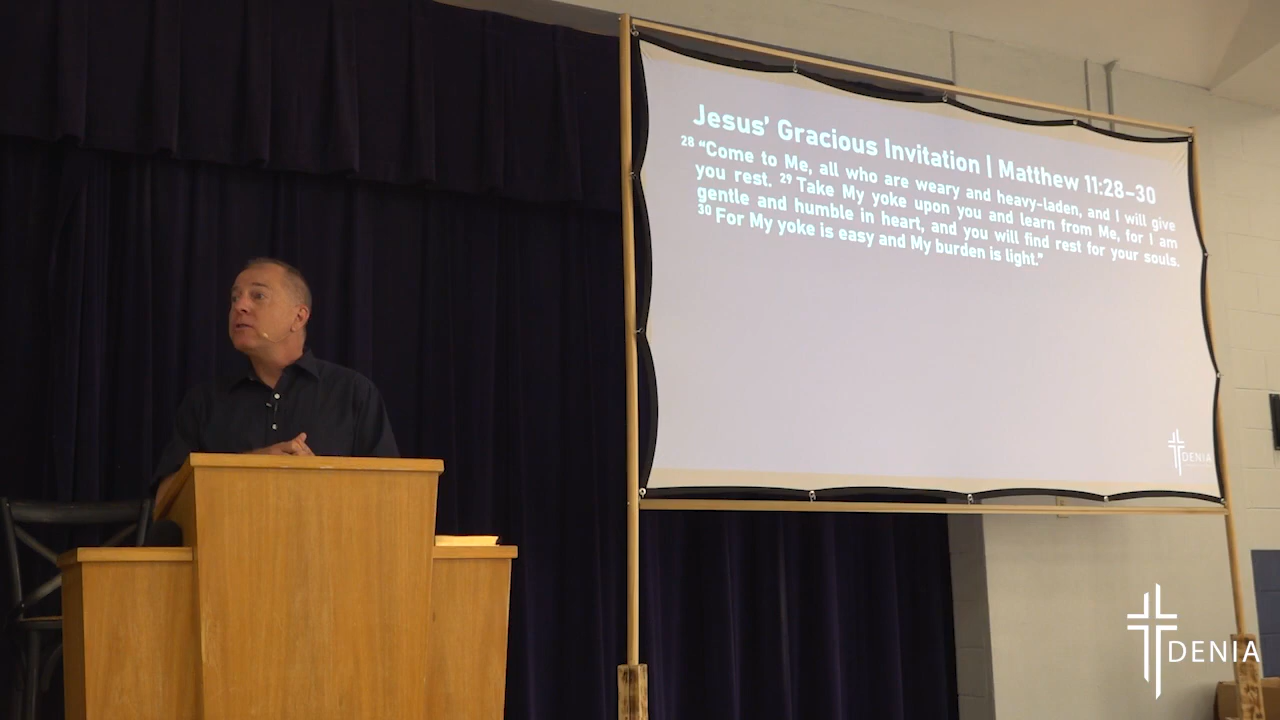 Jesus’ Gracious Invitation | Matthew 11:28–30
28 “Come to Me, all who are weary and heavy-laden, and I will give
you rest. 29 Take My yoke upon you and learn from Me, for I am
gentle and humble in heart, and you will find rest for your souls.
30 For My yoke is easy and My burden is light.”
DENIA
DENIA